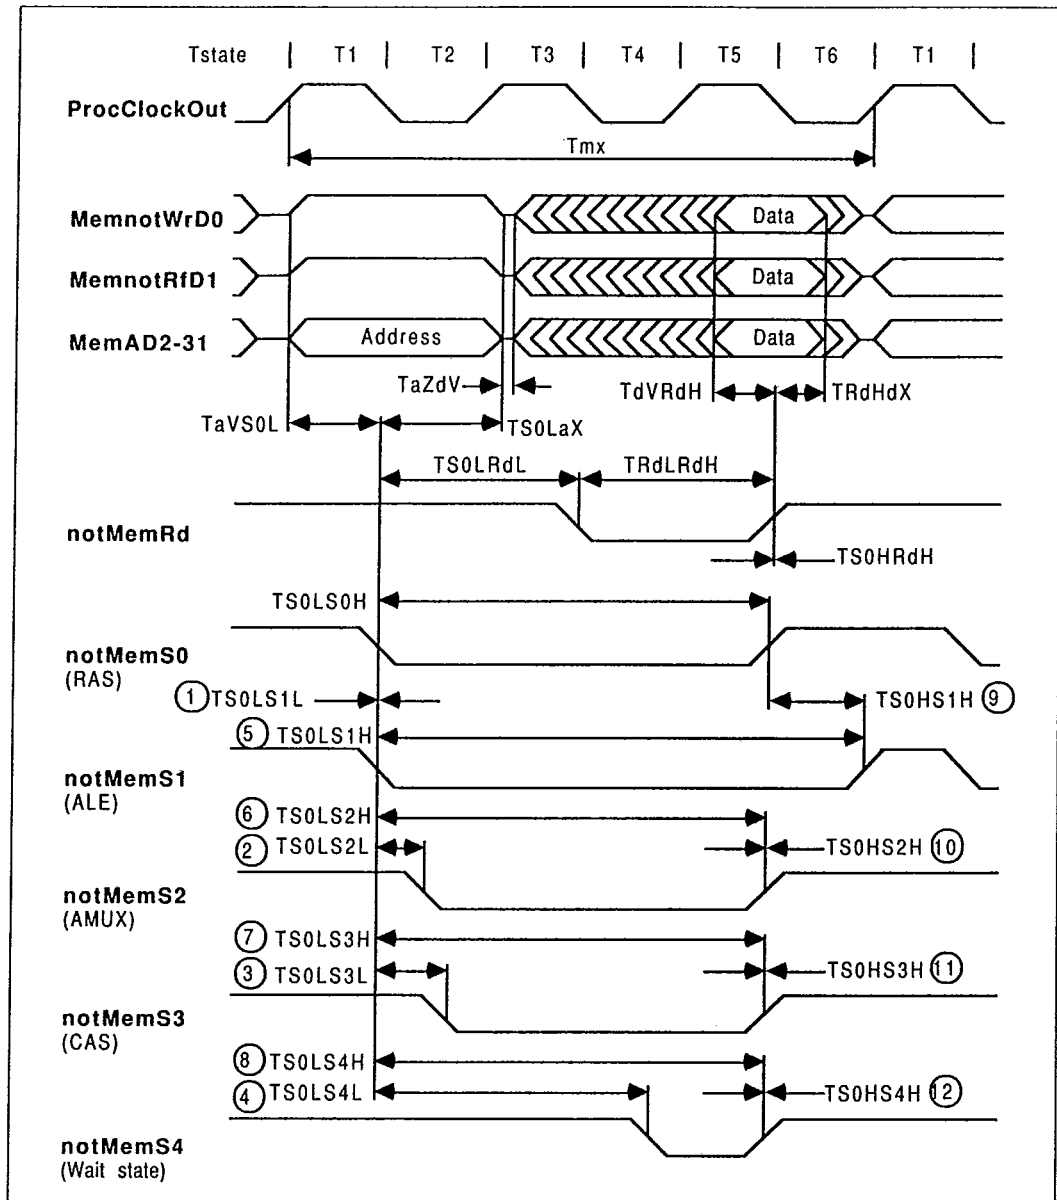 Tstate | T1 | T2 | T3 | T4 | T5 | T6 | T1 |
ProcClockOut
Tmx
MemnotWrD0 Data
MemnotRfD1 Data
MemAD2-31 Address Data
TaZdV TdVRdH TRdHdX
TaVS0L TS0LaX
TS0LRdL TRdLRdH
notMemRd
TS0HRdH
TS0LS0H
notMemS0
(RAS)
1 TS0LS1L TS0HS1H 9
5 TS0LS1H
notMemS1
(ALE)
6 TS0LS2H
2 TS0LS2L TS0HS2H 10
notMemS2
(AMUX)
7 TS0LS3H
3 TS0LS3L TS0HS3H 11
notMemS3
(CAS)
8 TS0LS4H
4 TS0LS4L TS0HS4H 12
notMemS4
(Wait state)